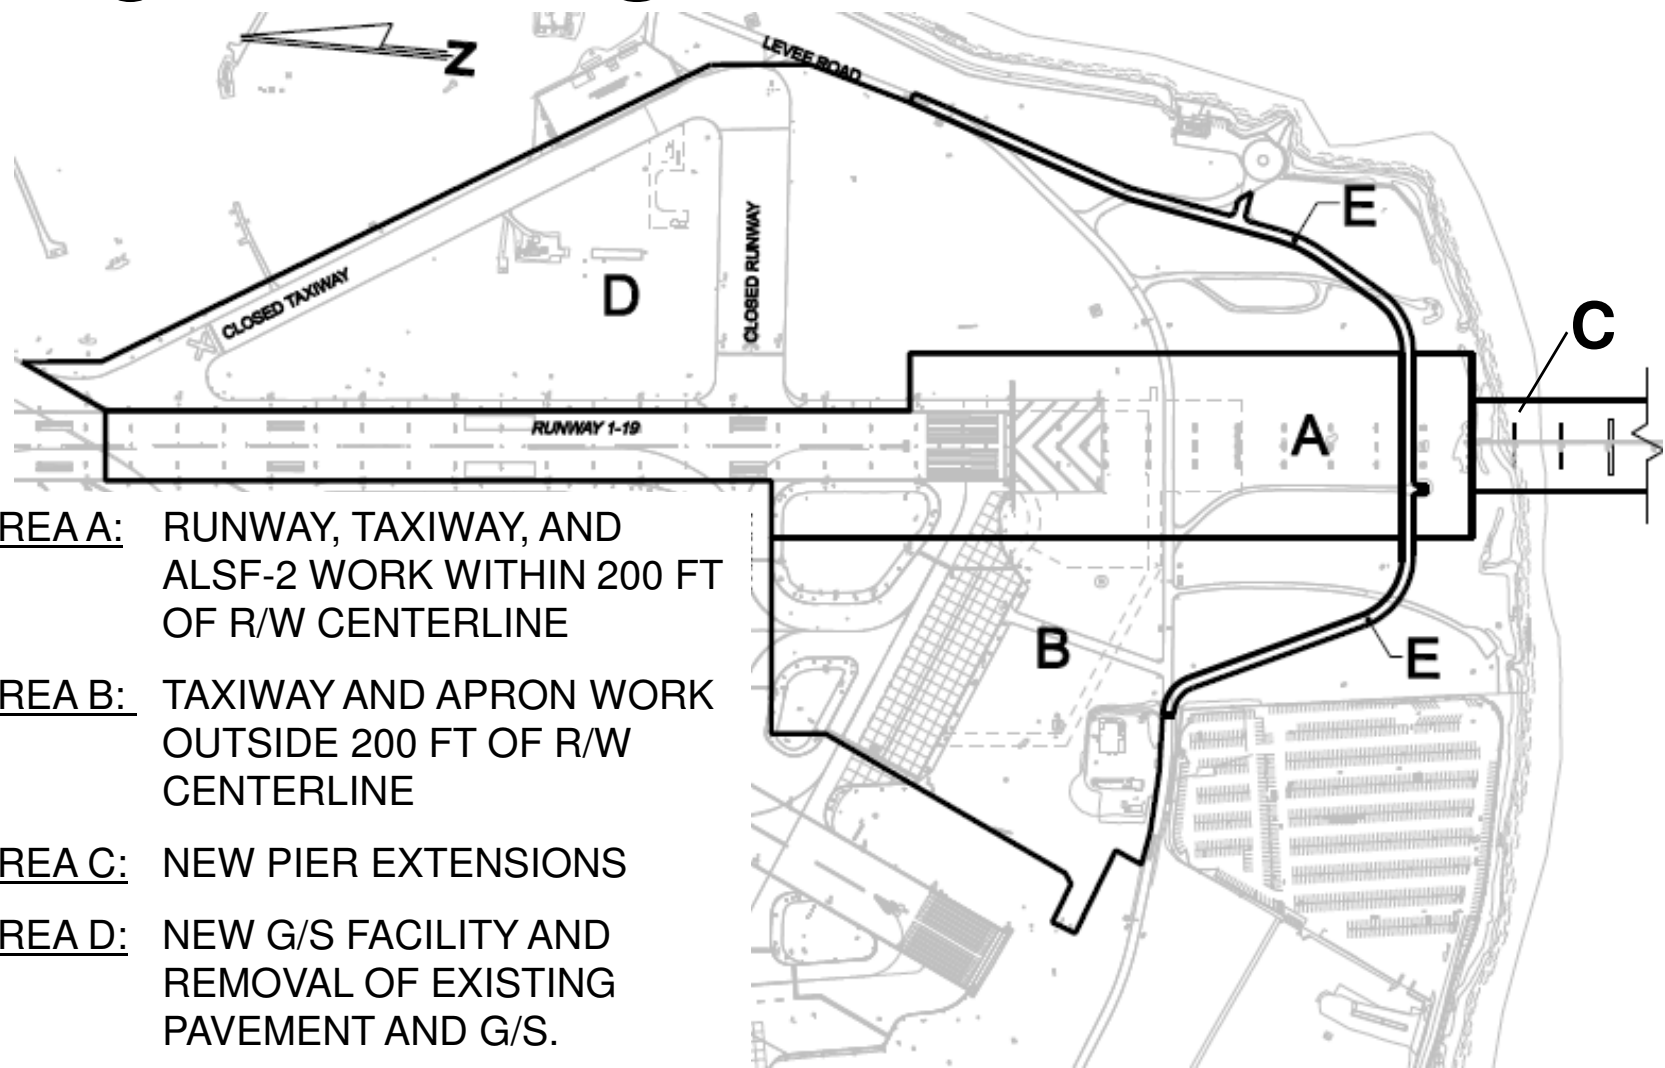 Z
LEVEE ROAD
E
CLOSED TAXIWAY
D
CLOSED RUNWAY
C
RUNWAY 1-19
A
REA A: RUNWAY, TAXIWAY, AND
ALSF-2 WORK WITHIN 200 FT
OF R/W CENTERLINE
B
E
REA B: TAXIWAY AND APRON WORK
OUTSIDE 200 FT OF R/W
CENTERLINE
REA C: NEW PIER EXTENSIONS
REA D: NEW G/S FACILITY AND
REMOVAL OF EXISTING
PAVEMENT AND G/S.